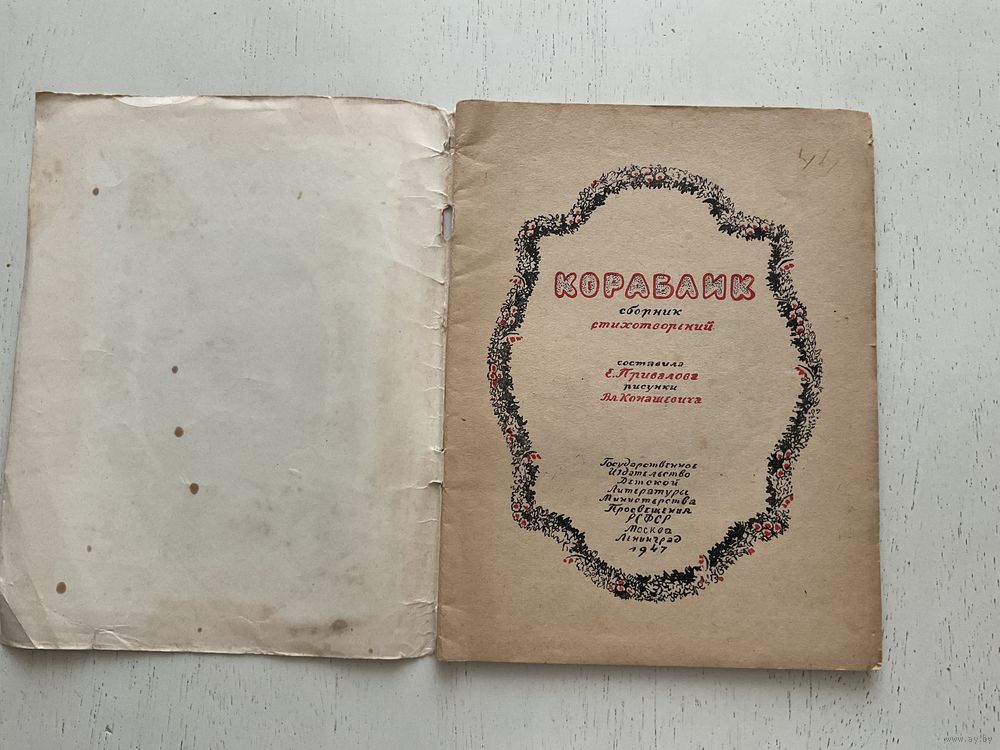 КОРАБЛИК
сборник
стихотворений
составила
Е.Привалова
рисунки
Вл.Конашевича
Государственное
Издательство
Детской
Литературы
Министерства
Просвещения
РСФСР
Москва
Ленинград
1947
www.ay.by